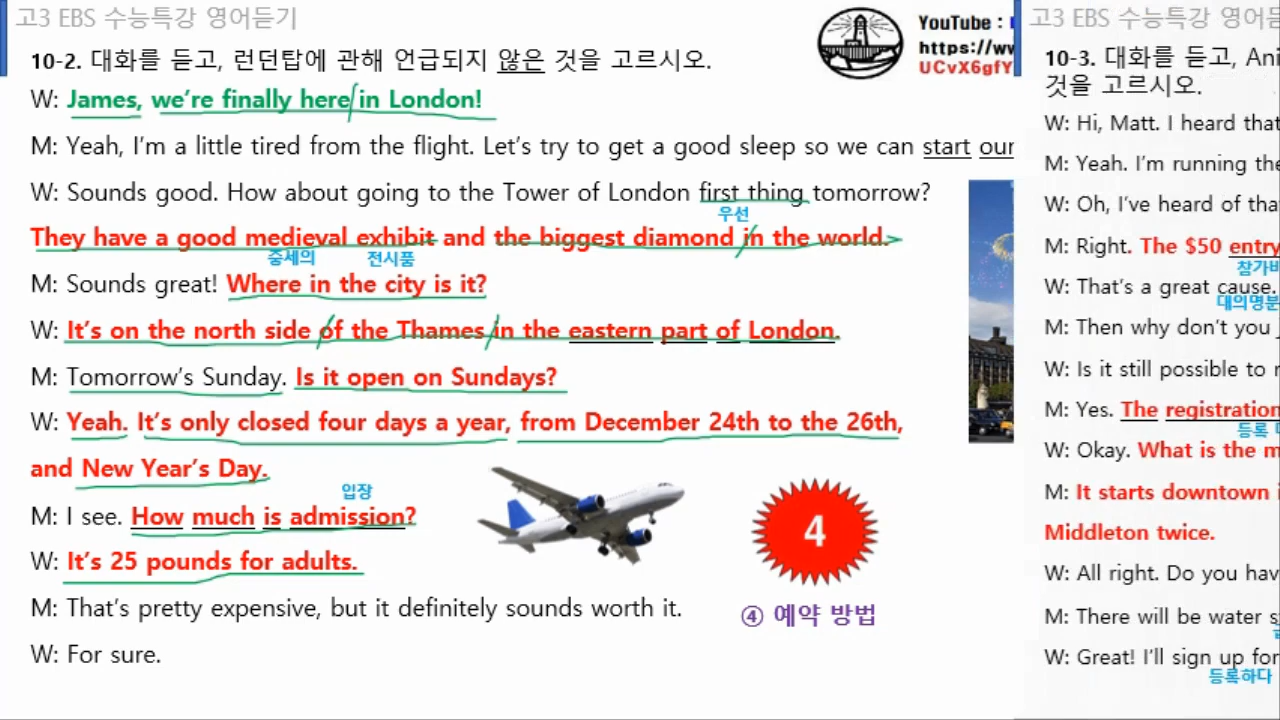 고3 EBS 수능특강 영어듣기
YouTube :
https://ww
UCvX6gfY
10-2. 대화를 듣고, 런던탑에 관해 언급되지 않은 것을 고르시오.
W: James, we're finally here in London!
M: Yeah, I'm a little tired from the flight. Let's try to get a good sleep so we can start our
W: Sounds good. How about going to the Tower of London first thing tomorrow?
우선
They have a good medieval exhibit and the biggest diamond in the world.
중세의 전시품
M: Sounds great! Where in the city is it?
W: It's on the north side of the Thames in the eastern part of London.
M: Tomorrow's Sunday. Is it open on Sundays?
W: Yeah. It's only closed four days a year, from December 24th to the 26th,
and New Year's Day.
입장
M: I see. How much is admission?
W: It's 25 pounds for adults.
M: That's pretty expensive, but it definitely sounds worth it.
W: For sure.
4
④ 예약 방법
고3 EBS 수능특강 영어듣
10-3. 대화를 듣고, Ani
것을 고르시오.
W: Hi, Matt. I heard that
M: Yeah. I'm running the
W: Oh, I've heard of tha
M: Right. The $50 entry
참가비
W: That's a great cause.
대의명분
M: Then why don't you
W: Is it still possible to r
M: Yes. The registration
등록
W: Okay. What is the m
M: It starts downtown
Middleton twice.
W: All right. Do you hav
M: There will be water s
W: Great! I'll sign up for
등록하다